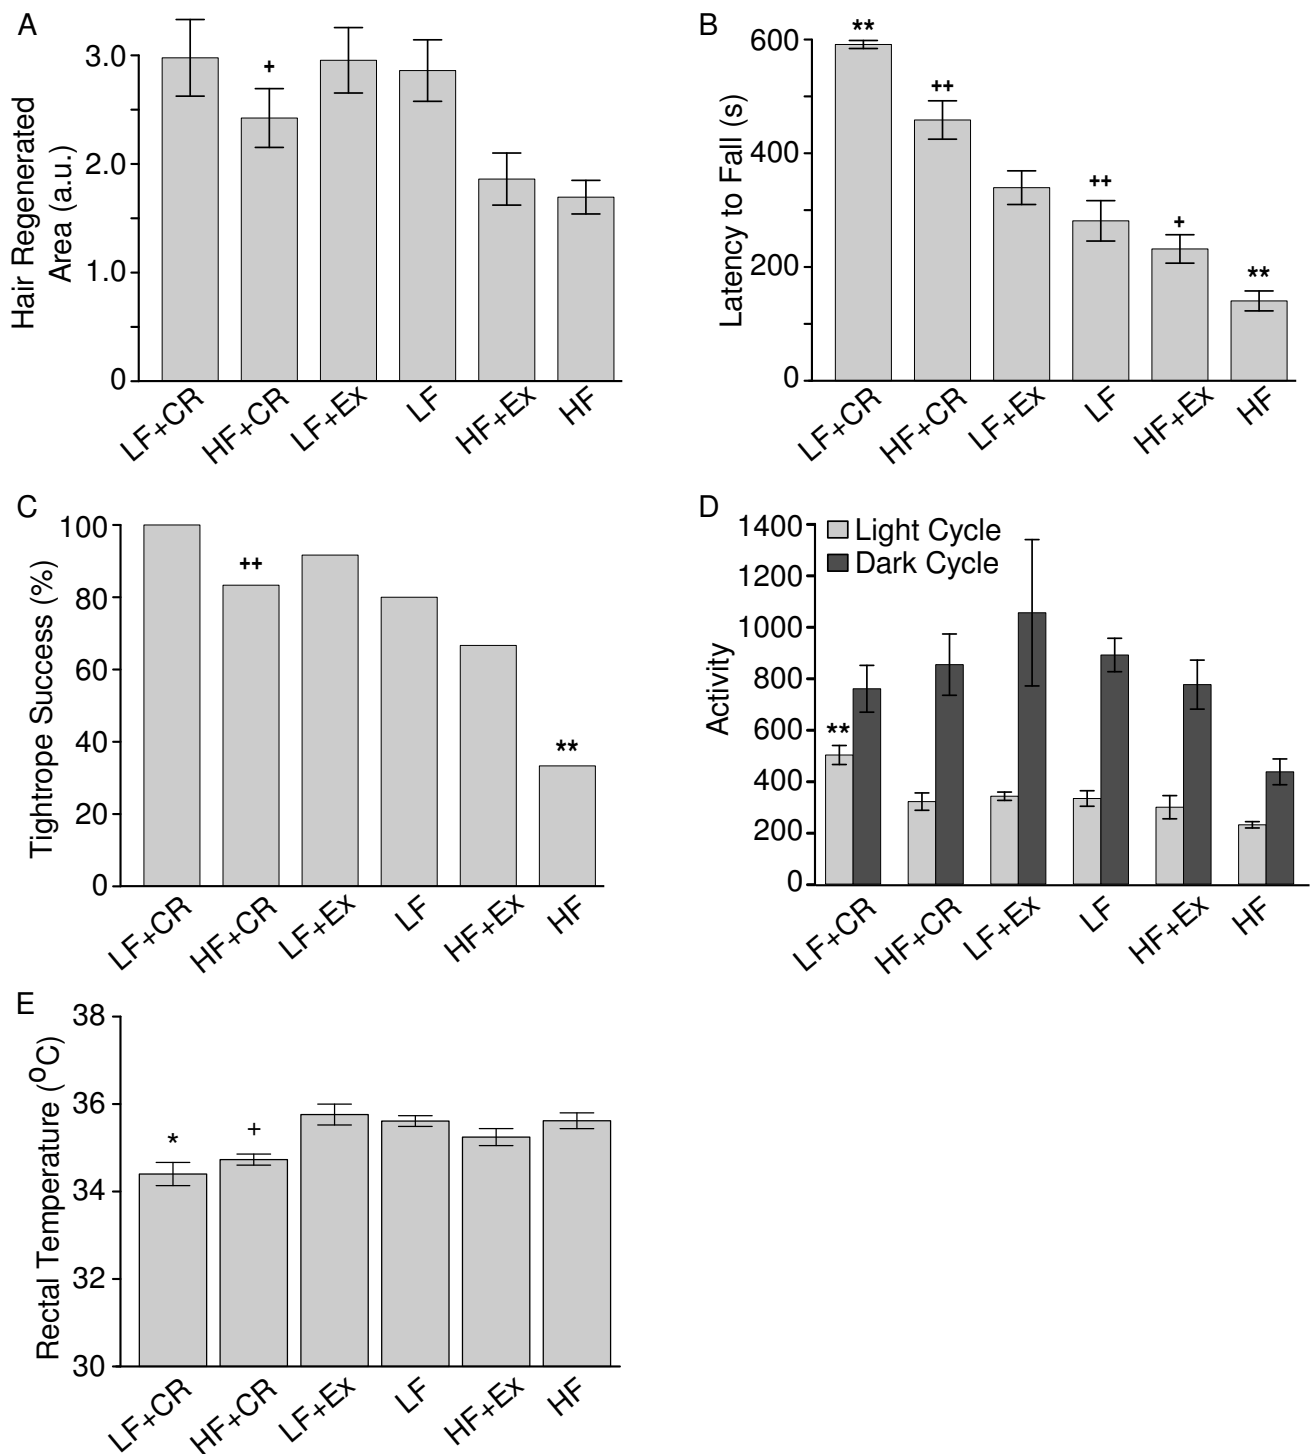 A
Hair Regenerated
Area (a.u.)
3.0
2.0
1.0
0
+
LF+CR
HF+CR
LF+Ex
LF
HF+Ex
HF
B
Latency to Fall (s)
600
400
200
0
**
++
++
+
**
LF+CR
HF+CR
LF+Ex
LF
HF+Ex
HF
C
Tightrope Success (%)
100
80
60
40
20
0
++
**
LF+CR
HF+CR
LF+Ex
LF
HF+Ex
HF
D
Activity
1400
1200
1000
800
600
400
200
0
Light Cycle
Dark Cycle
**
LF+CR
HF+CR
LF+Ex
LF
HF+Ex
HF
E
Rectal Temperature (°C)
38
36
34
32
30
*
+
LF+CR
HF+CR
LF+Ex
LF
HF+Ex
HF